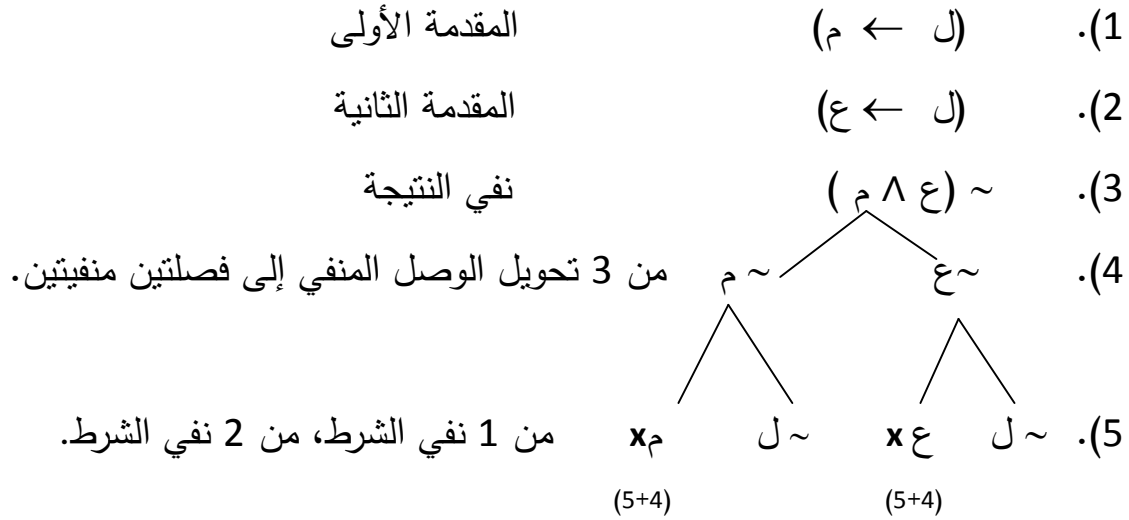 1). (ل ← م) المقدمة الأولى
2). (ل ← ع) المقدمة الثانية
3). ~ (ع ∧ م ) نفي النتيجة
4). ~ع ~ م من 3 تحويل الوصل المنفي إلى فصلتين منفيتين.
5). ~ ل ع x ~ ل م x من 1 نفي الشرط، من 2 نفي الشرط.
(5+4) (5+4)